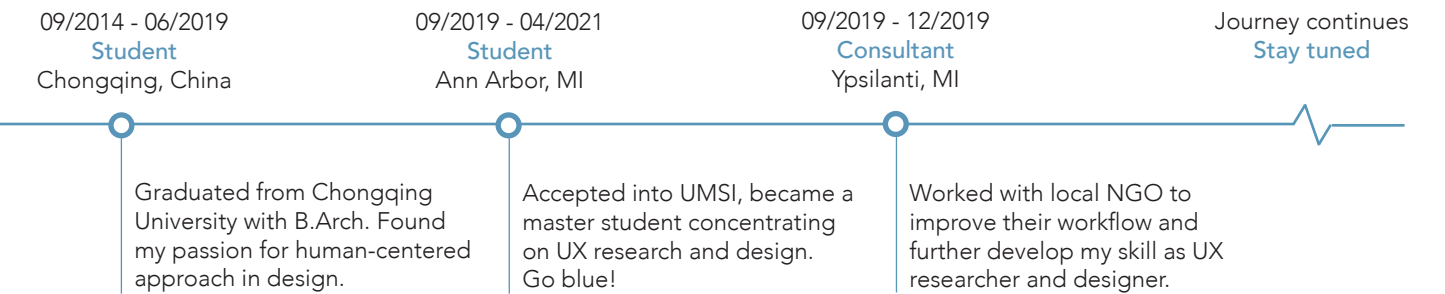 09/2014 - 06/2019
Student
Chongqing, China
Graduated from Chongqing
University with B.Arch. Found
my passion for human-centered
approach in design.
09/2019 - 04/2021
Student
Ann Arbor, MI
Accepted into UMSI, became a
master student concentrating
on UX research and design.
Go blue!
09/2019 - 12/2019
Consultant
Ypsilanti, MI
Worked with local NGO to
improve their workflow and
further develop my skill as UX
researcher and designer.
Journey continues
Stay tuned